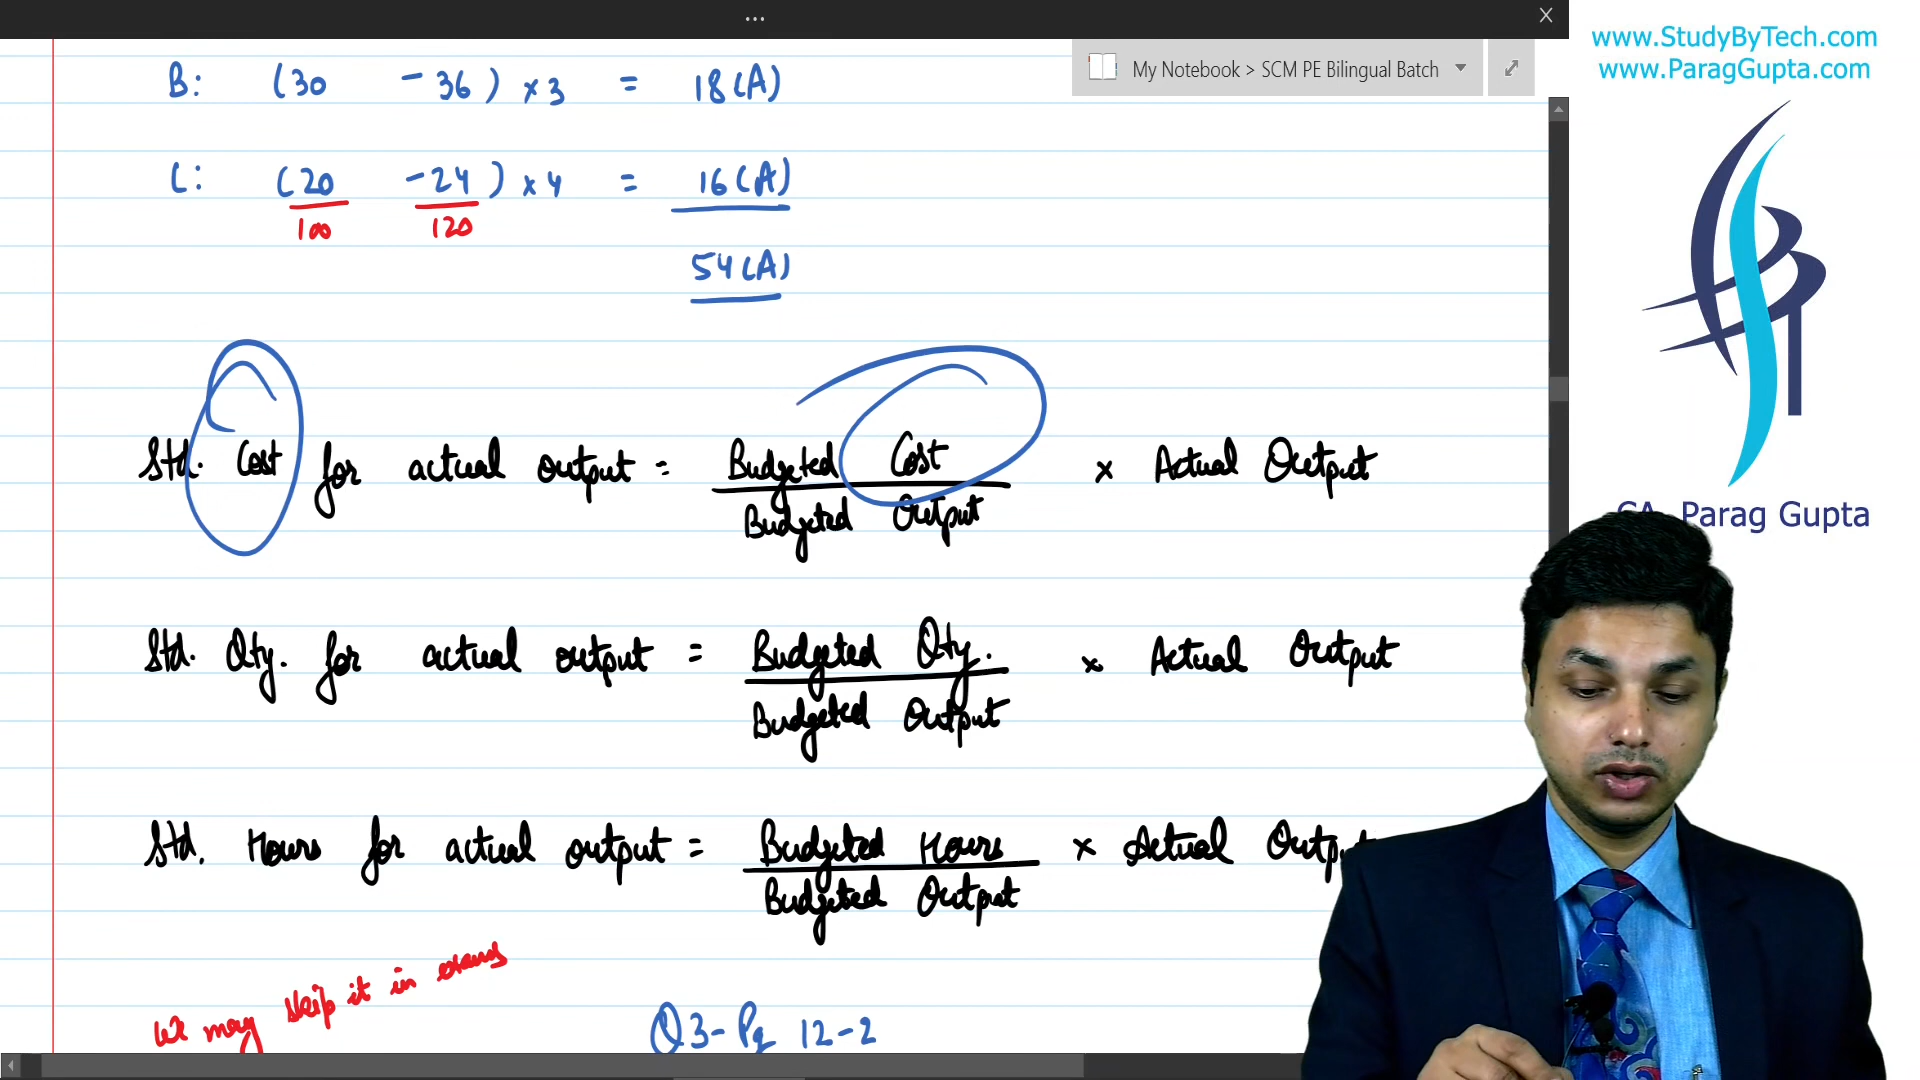 ...
X
My Notebook > SCM PE Bilingual Batch
www.StudyByTech.com
www.ParagGupta.com
B: (30 - 36) × 3 = 18(A)
C: (20 - 24) × 4 = 16(A)
100 120
54(A)
Std. Cost for actual output = Budgeted Cost × Actual Output
Budgeted Output
CA. Parag Gupta
Std. Qty. for actual output = Budgeted Qty. × Actual Output
Budgeted Output
Std. Hours for actual output = Budgeted Hours × Actual Output
Budgeted Output
We may skip it in exams
Q3- Pg 12-2